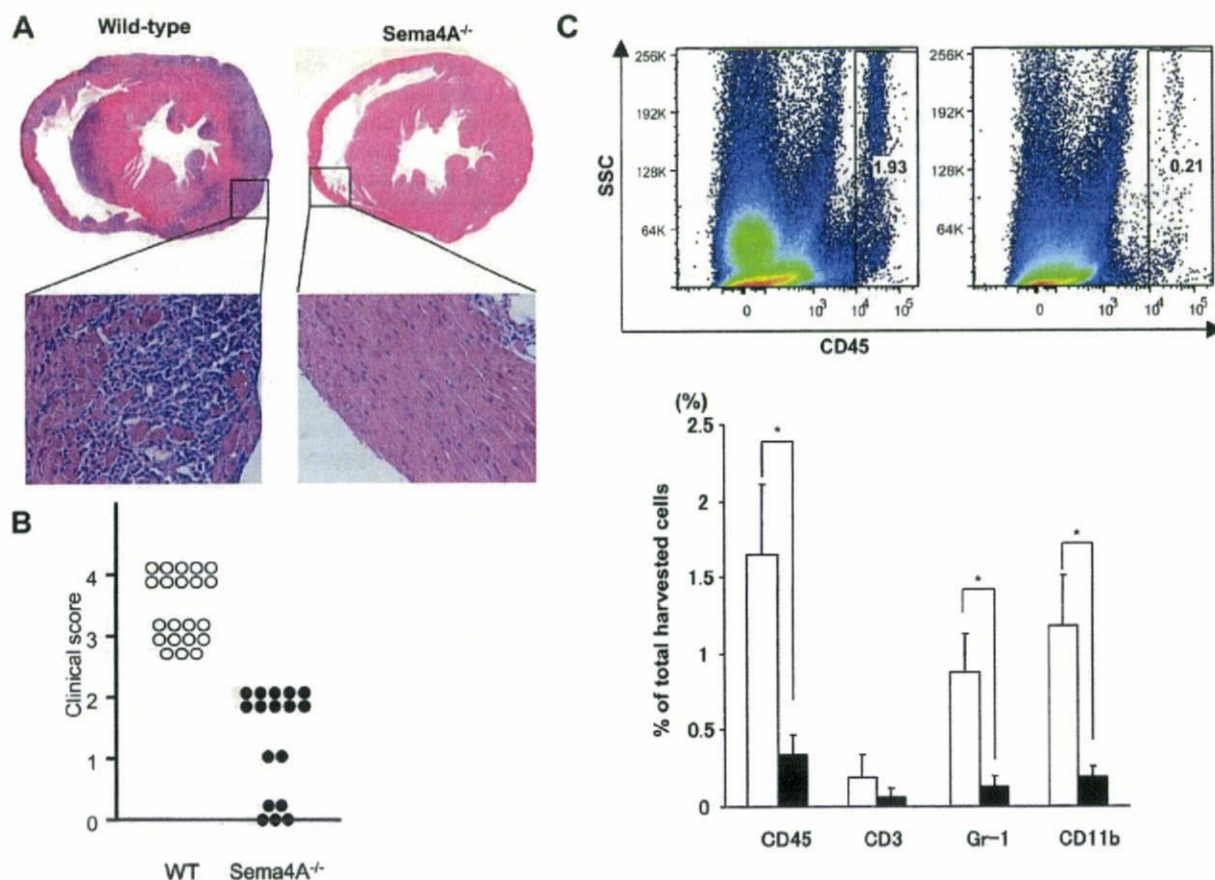 A
Wild-type
Sema4A-/-
B
Clinical score
4
3
2
1
0
WT
Sema4A-/-
C
SSC
256K
192K
128K
64K
1.93
0 10³ 10⁴ 10⁵
256K
192K
128K
64K
0.21
0 10³ 10⁴ 10⁵
CD45
(%)
% of total harvested cells
2.5
2
1.5
1
0.5
0
*
*
*
CD45
CD3
Gr-1
CD11b